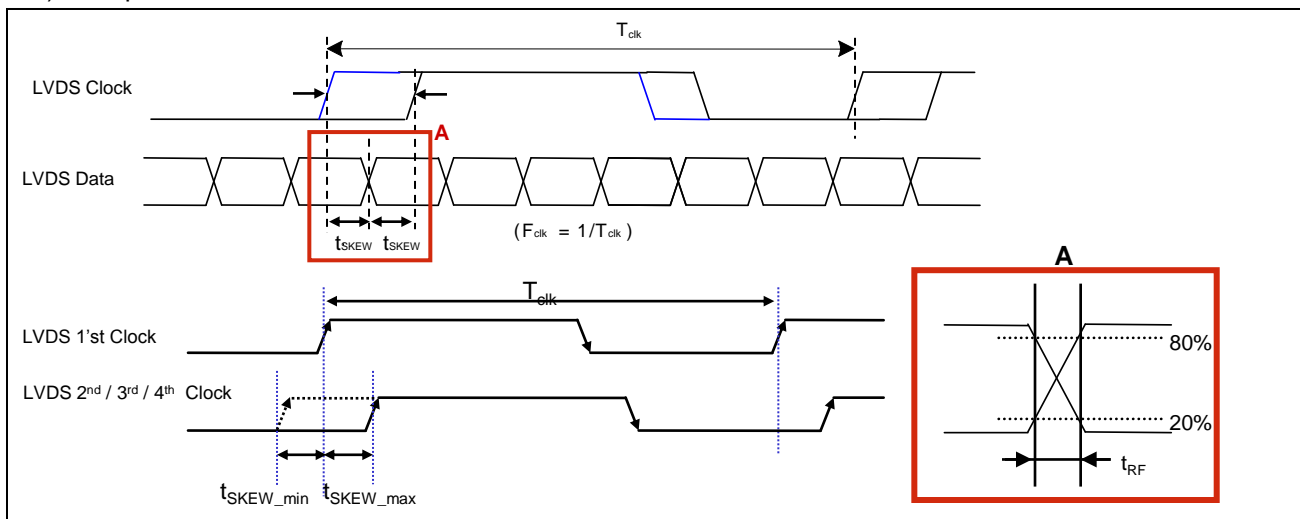 T clk
LVDS Clock
A
LVDS Data
tSKEW tSKEW
(Fclk = 1/Tclk)
A
Tclk
LVDS 1'st Clock
80%
LVDS 2nd / 3rd / 4th Clock
20%
tRF
tSKEW_min tSKEW_max